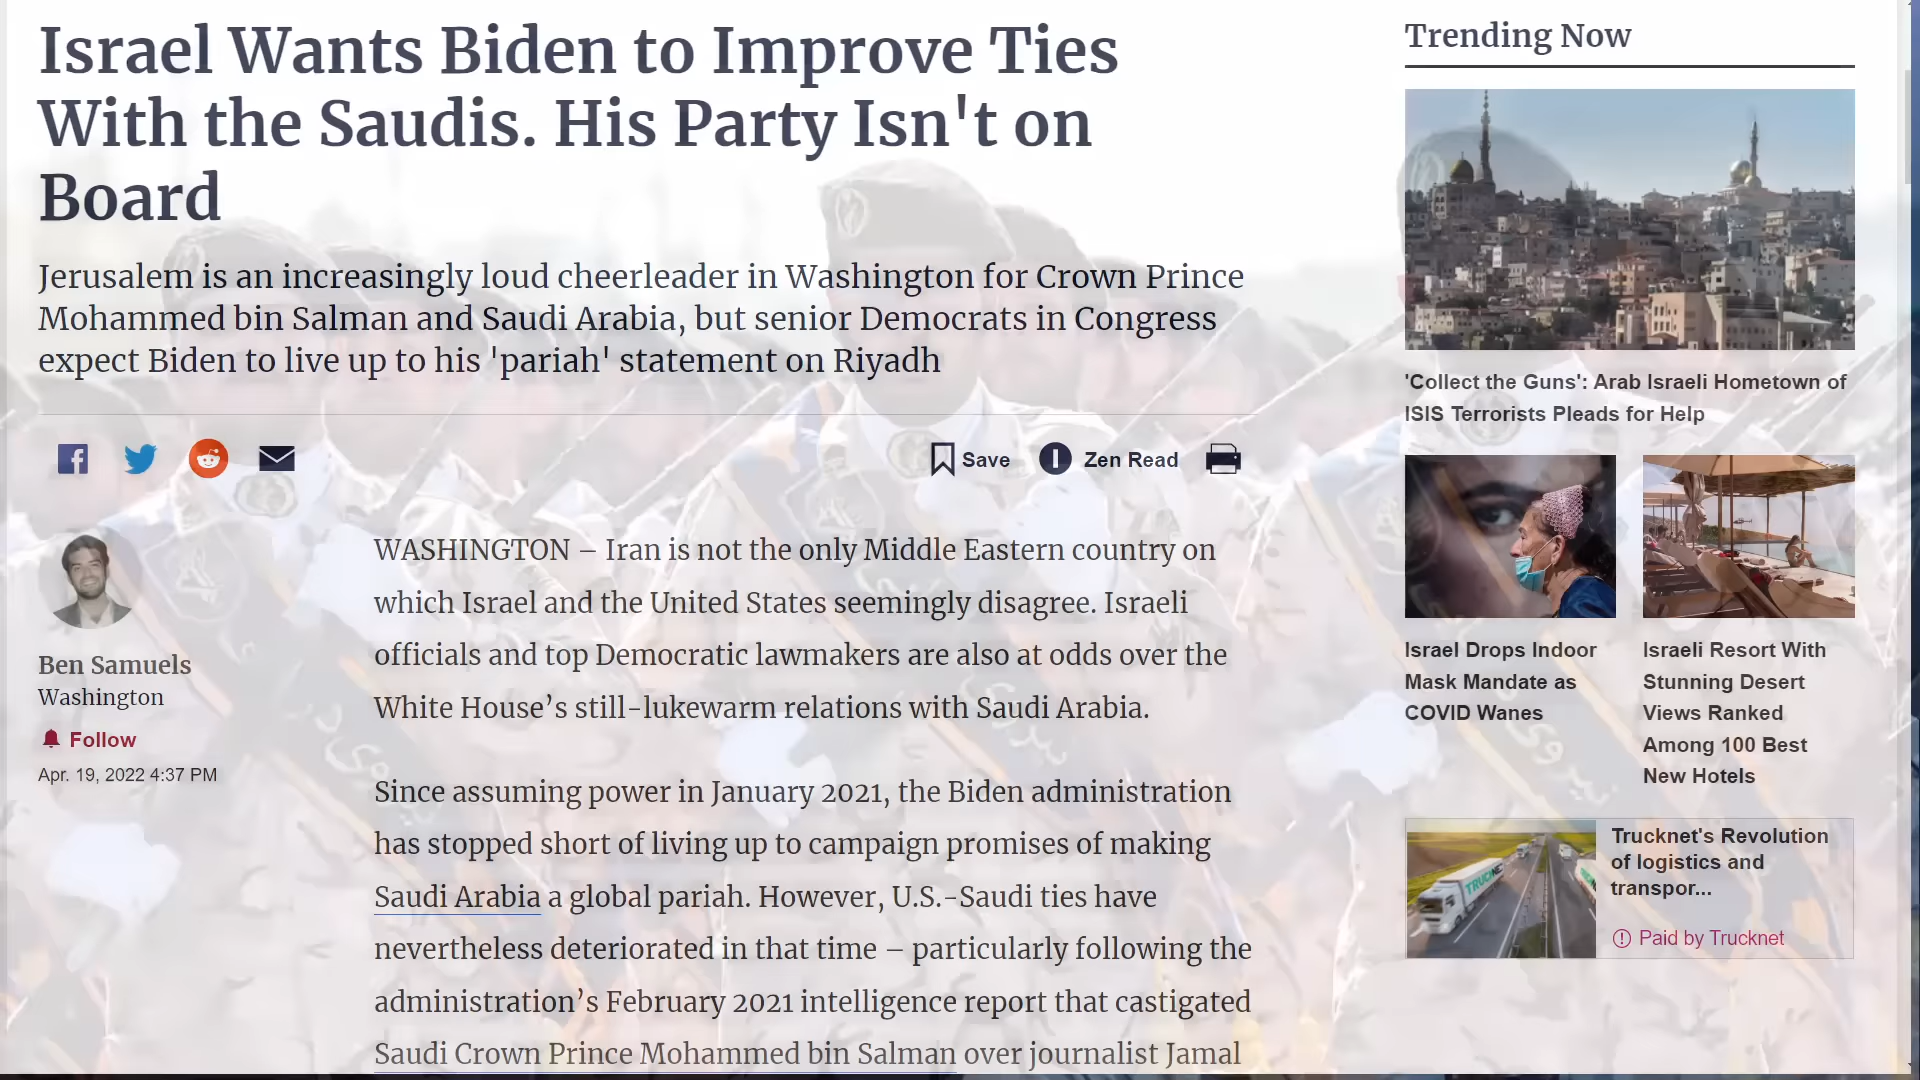 Israel Wants Biden to Improve Ties
With the Saudis. His Party Isn't on
Board
Jerusalem is an increasingly loud cheerleader in Washington for Crown Prince
Mohammed bin Salman and Saudi Arabia, but senior Democrats in Congress
expect Biden to live up to his 'pariah' statement on Riyadh
Save
Zen Read
Ben Samuels
Washington
Follow
Apr. 19, 2022 4:37 PM
WASHINGTON – Iran is not the only Middle Eastern country on
which Israel and the United States seemingly disagree. Israeli
officials and top Democratic lawmakers are also at odds over the
White House’s still-lukewarm relations with Saudi Arabia.
Since assuming power in January 2021, the Biden administration
has stopped short of living up to campaign promises of making
Saudi Arabia a global pariah. However, U.S.-Saudi ties have
nevertheless deteriorated in that time – particularly following the
administration’s February 2021 intelligence report that castigated
Saudi Crown Prince Mohammed bin Salman over journalist Jamal
Trending Now
'Collect the Guns': Arab Israeli Hometown of
ISIS Terrorists Pleads for Help
Israel Drops Indoor
Mask Mandate as
COVID Wanes
Israeli Resort With
Stunning Desert
Views Ranked
Among 100 Best
New Hotels
Trucknet's Revolution
of logistics and
transpor...
Paid by Trucknet